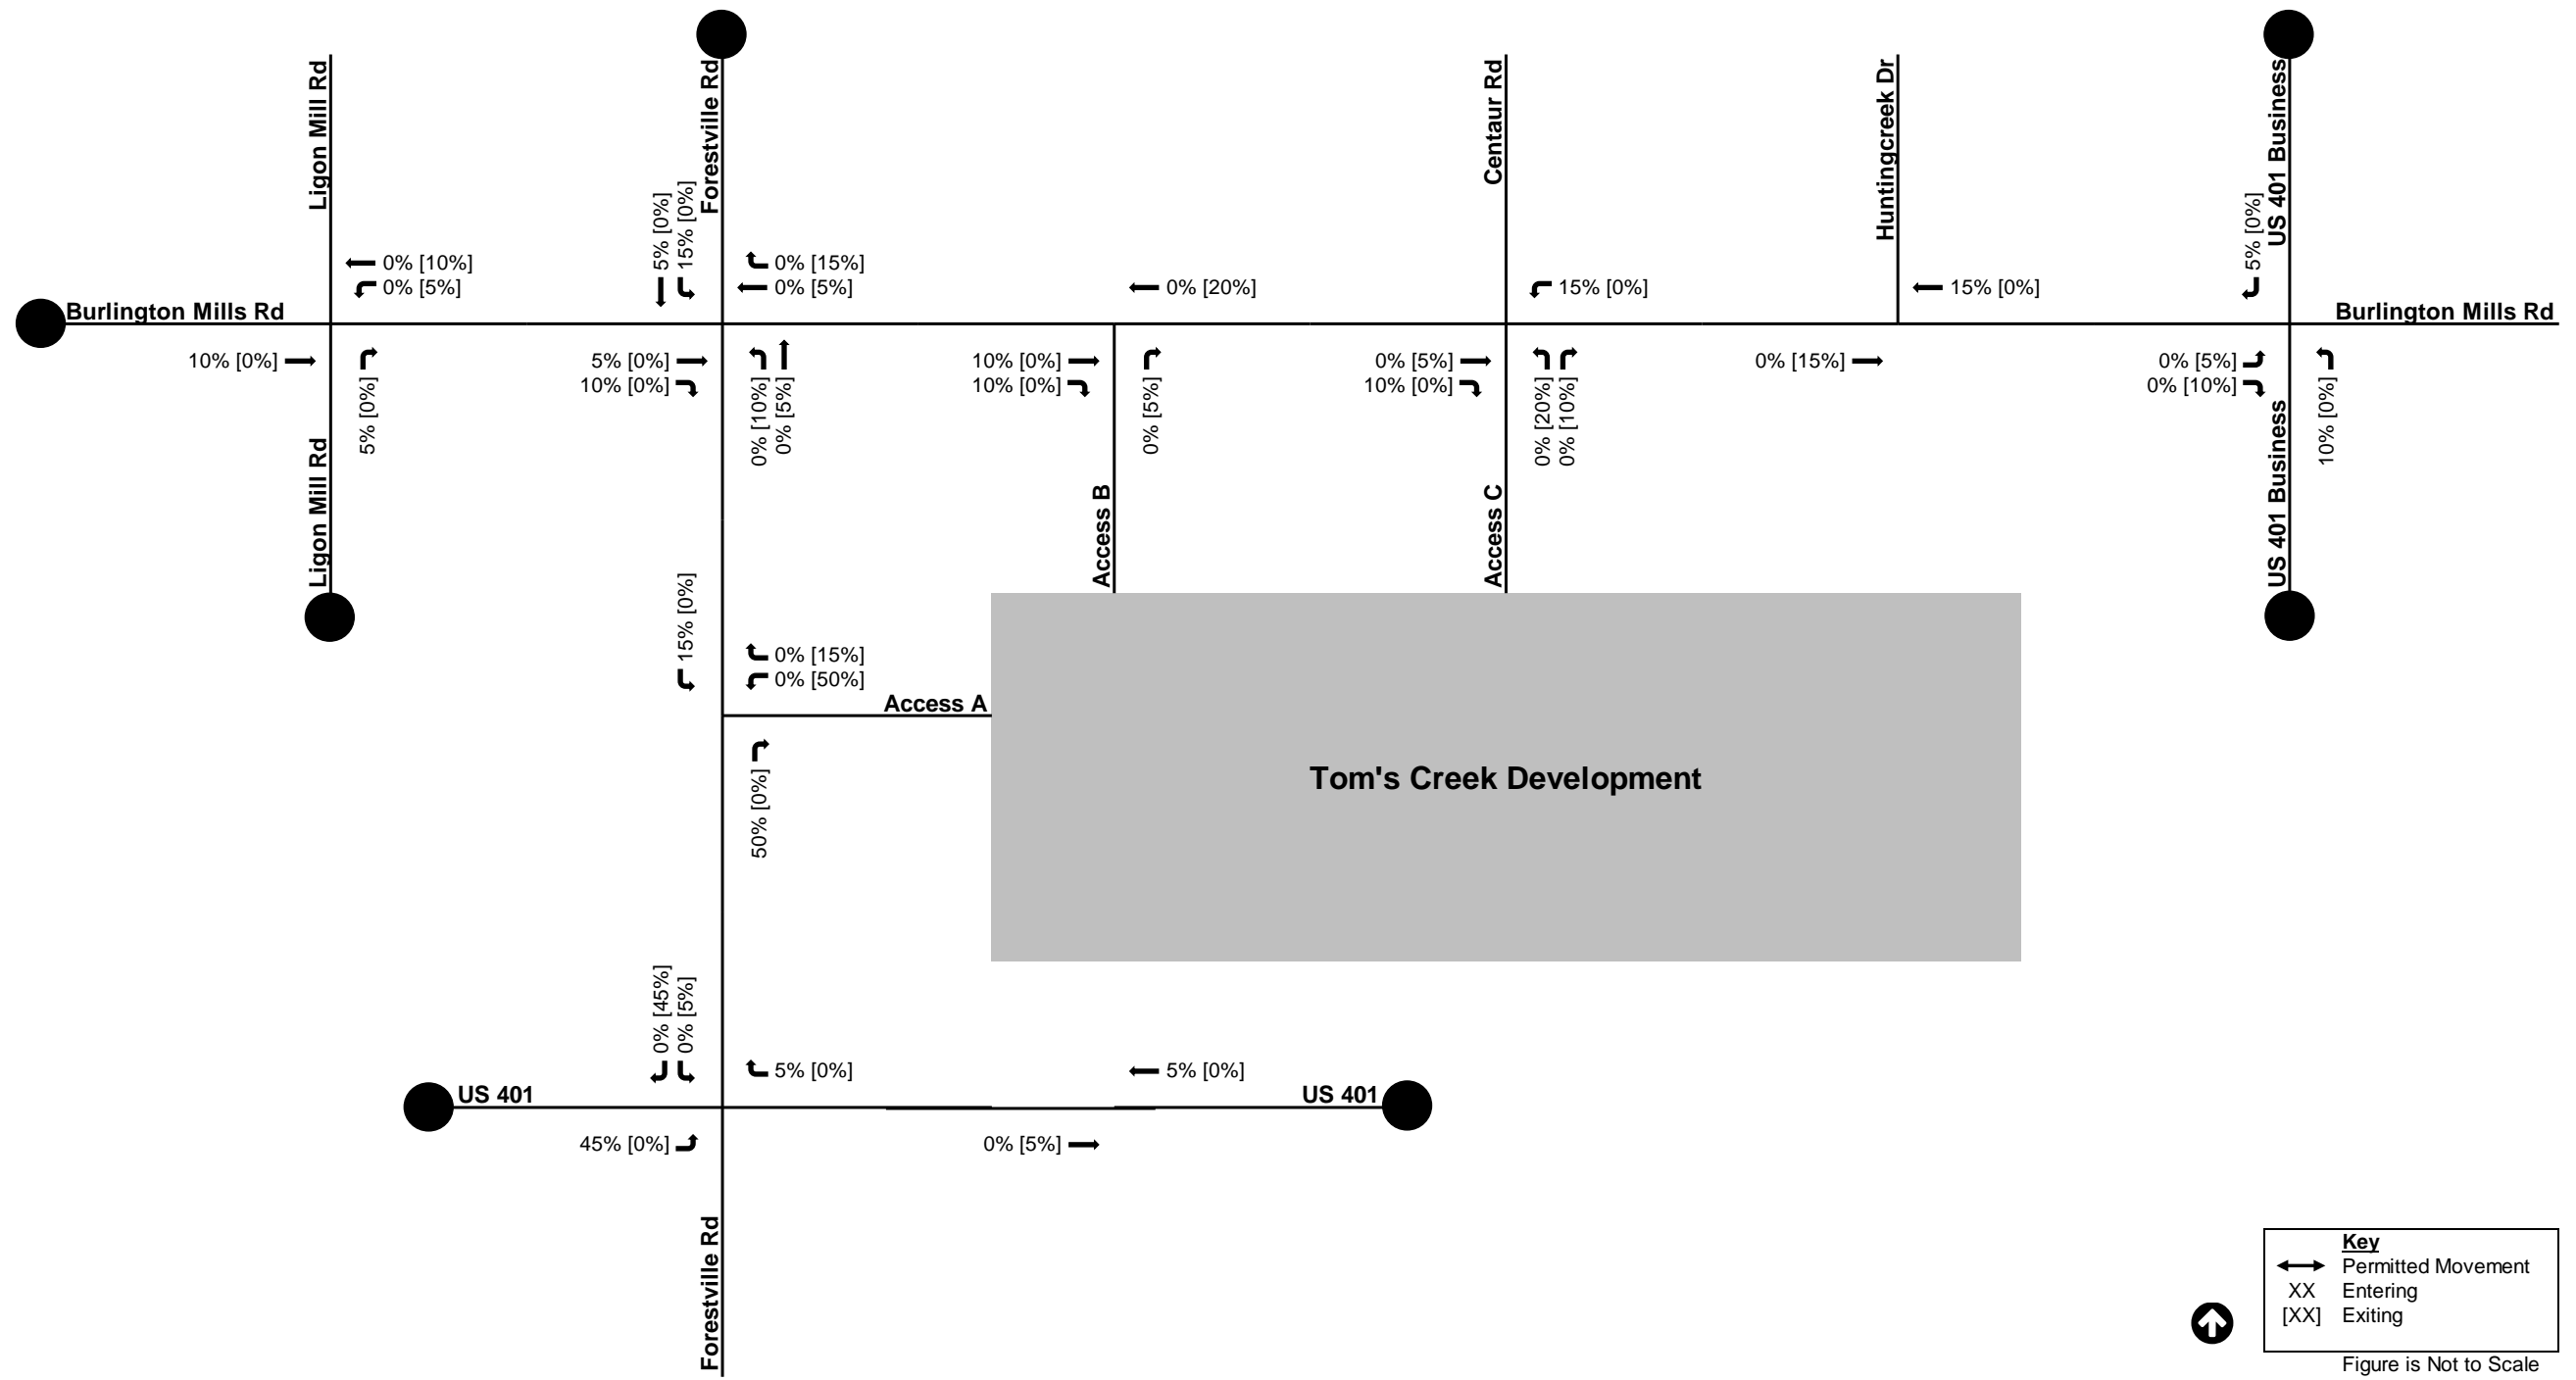 Ligon Mill Rd
Forestville Rd
Centaur Rd
Huntingcreek Dr
US 401 Business
5% [0%]
15% [0%]
5% [0%]
0% [10%]
0% [5%]
0% [15%]
0% [5%]
0% [20%]
15% [0%]
15% [0%]
Burlington Mills Rd
Burlington Mills Rd
10% [0%]
5% [0%]
5% [0%]
10% [0%]
0% [10%]
0% [5%]
10% [0%]
10% [0%]
0% [5%]
0% [5%]
10% [0%]
0% [20%]
0% [10%]
0% [15%]
0% [5%]
0% [10%]
10% [0%]
Ligon Mill Rd
Access B
Access C
US 401 Business
15% [0%]
0% [15%]
0% [50%]
Access A
50% [0%]
Tom's Creek Development
0% [45%]
0% [5%]
5% [0%]
5% [0%]
US 401
US 401
45% [0%]
0% [5%]
Forestville Rd
Key
Permitted Movement
XX Entering
[XX] Exiting
Figure is Not to Scale